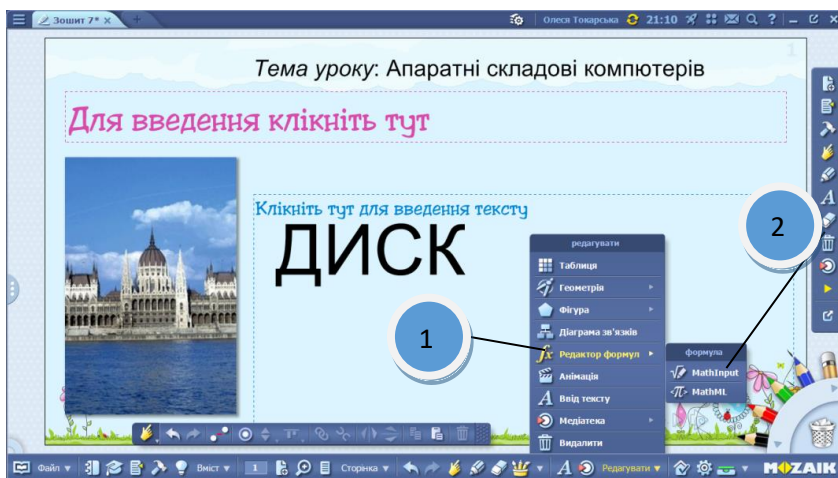 Зошит 7* x
+
Олеся Токарська
21:10
?
1
Тема уроку: Апаратні складові компютерів
Для введення клікніть тут
Клікніть тут для введення тексту
ДИСК
2
1
редагувати
Таблиця
Геометрія
Фігура
Діаграма зв'язків
fx Редактор формул
Анімація
A Ввід тексту
Медіатека
Видалити
формула
MathInput
MathML
Файл
Вміст
1
Сторінка
A
Редагувати
MOZAIK